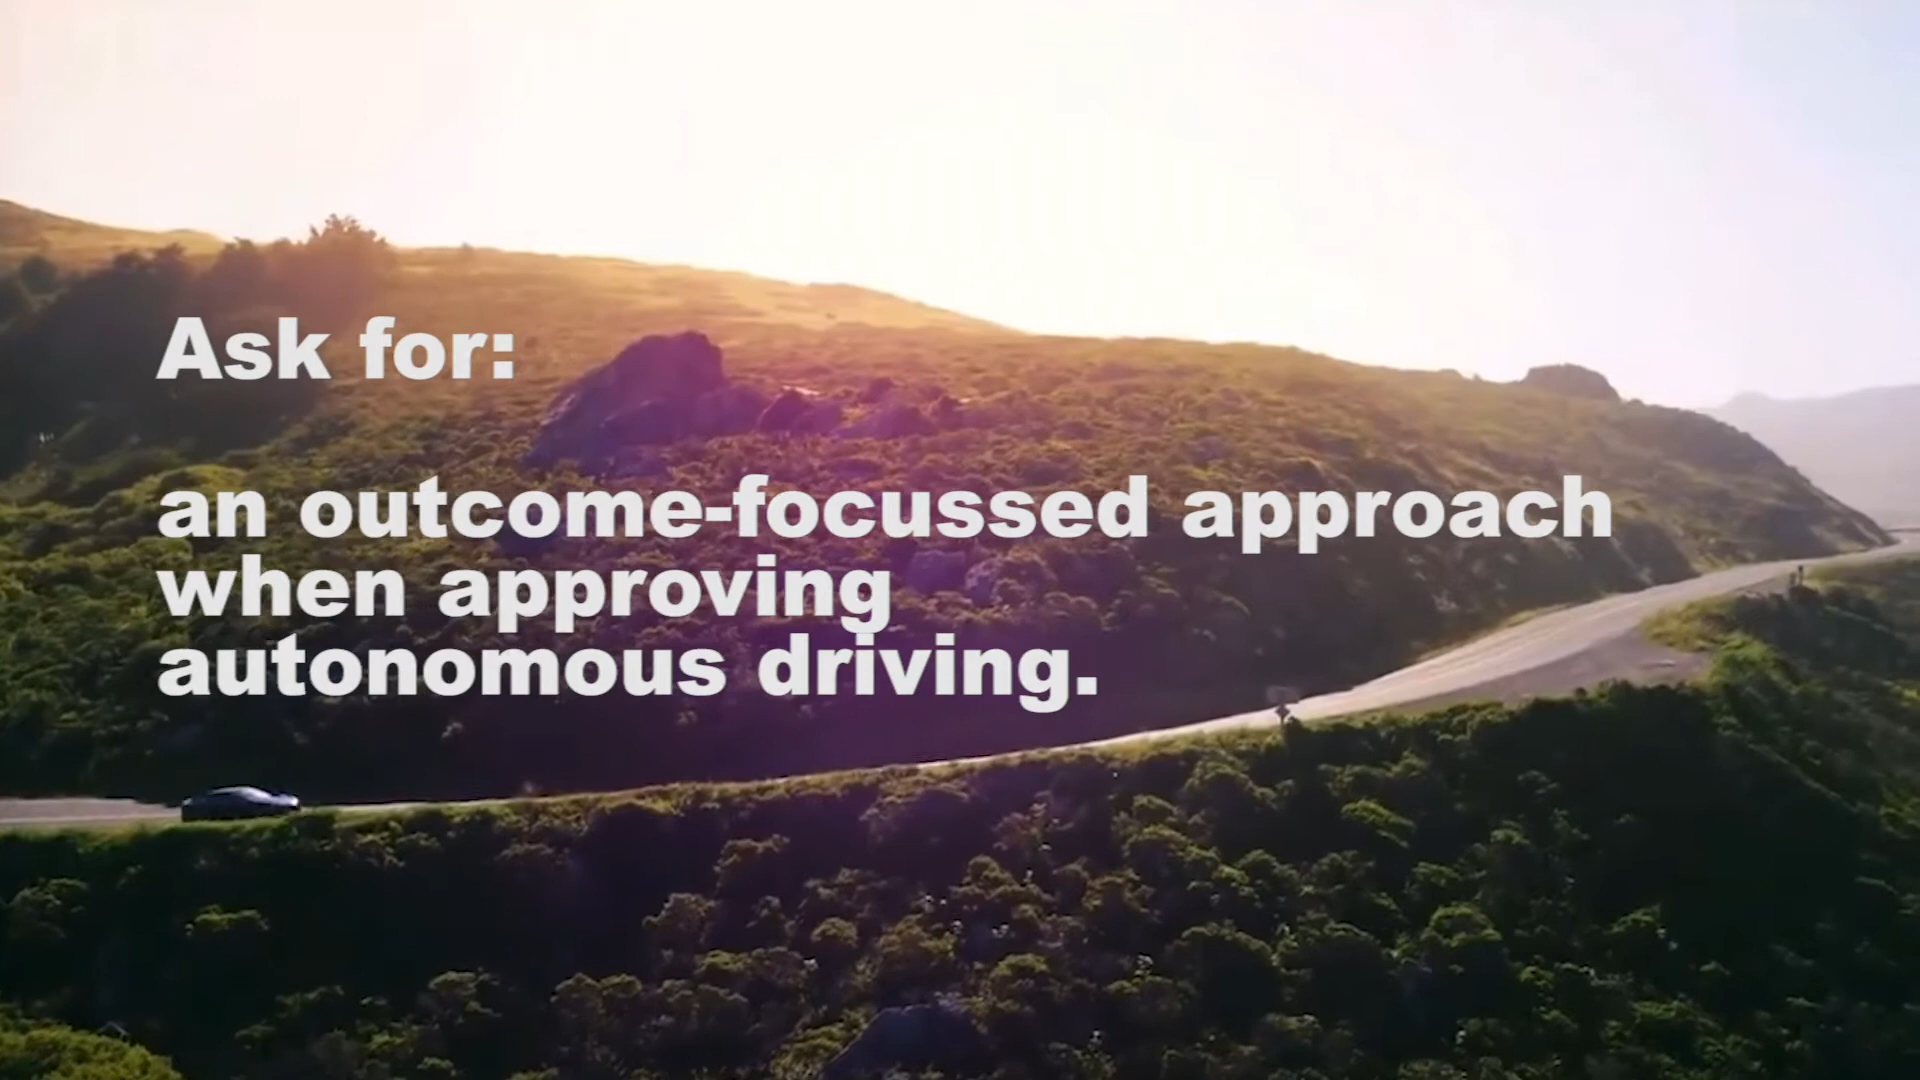 Ask for:
an outcome-focussed approach
when approving
autonomous driving.